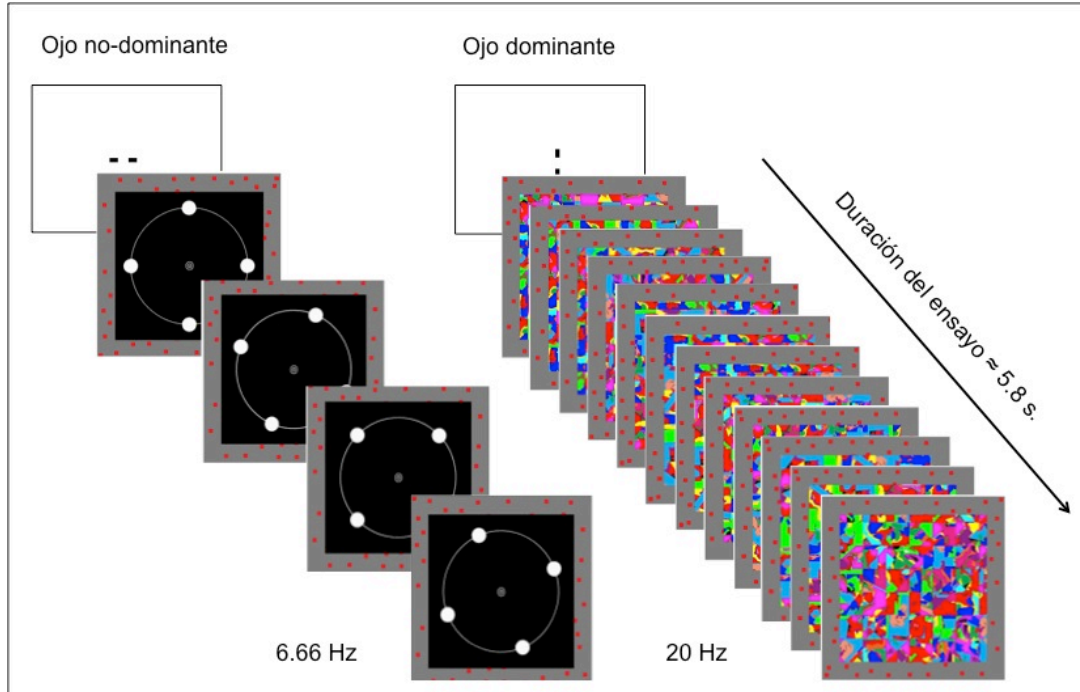 Ojo no-dominante
Ojo dominante
Duración del ensayo ≈ 5.8 s.
6.66 Hz
20 Hz